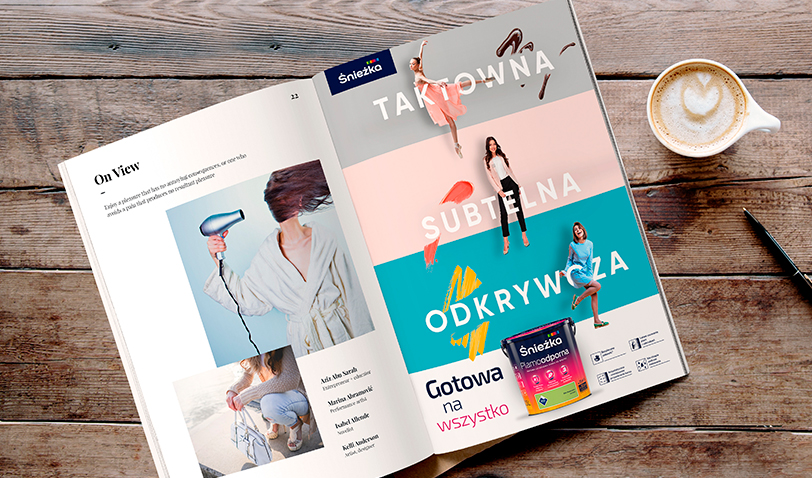 22
On View
Enjoy a pleasure that has no annoying consequences, or one who
avoids a pain that produces no resultant pleasure
Aziz Abu Sarah
Entrepreneur + educator
Marina Abramović
Performance artist
Isabel Allende
Novelist
Kelli Anderson
Artist, designer
Śnieżka
TAKTOWNA
SUBTELNA
ODKRYWCZA
Śnieżka
Plamoodporna
Gotowa
na
wszystko